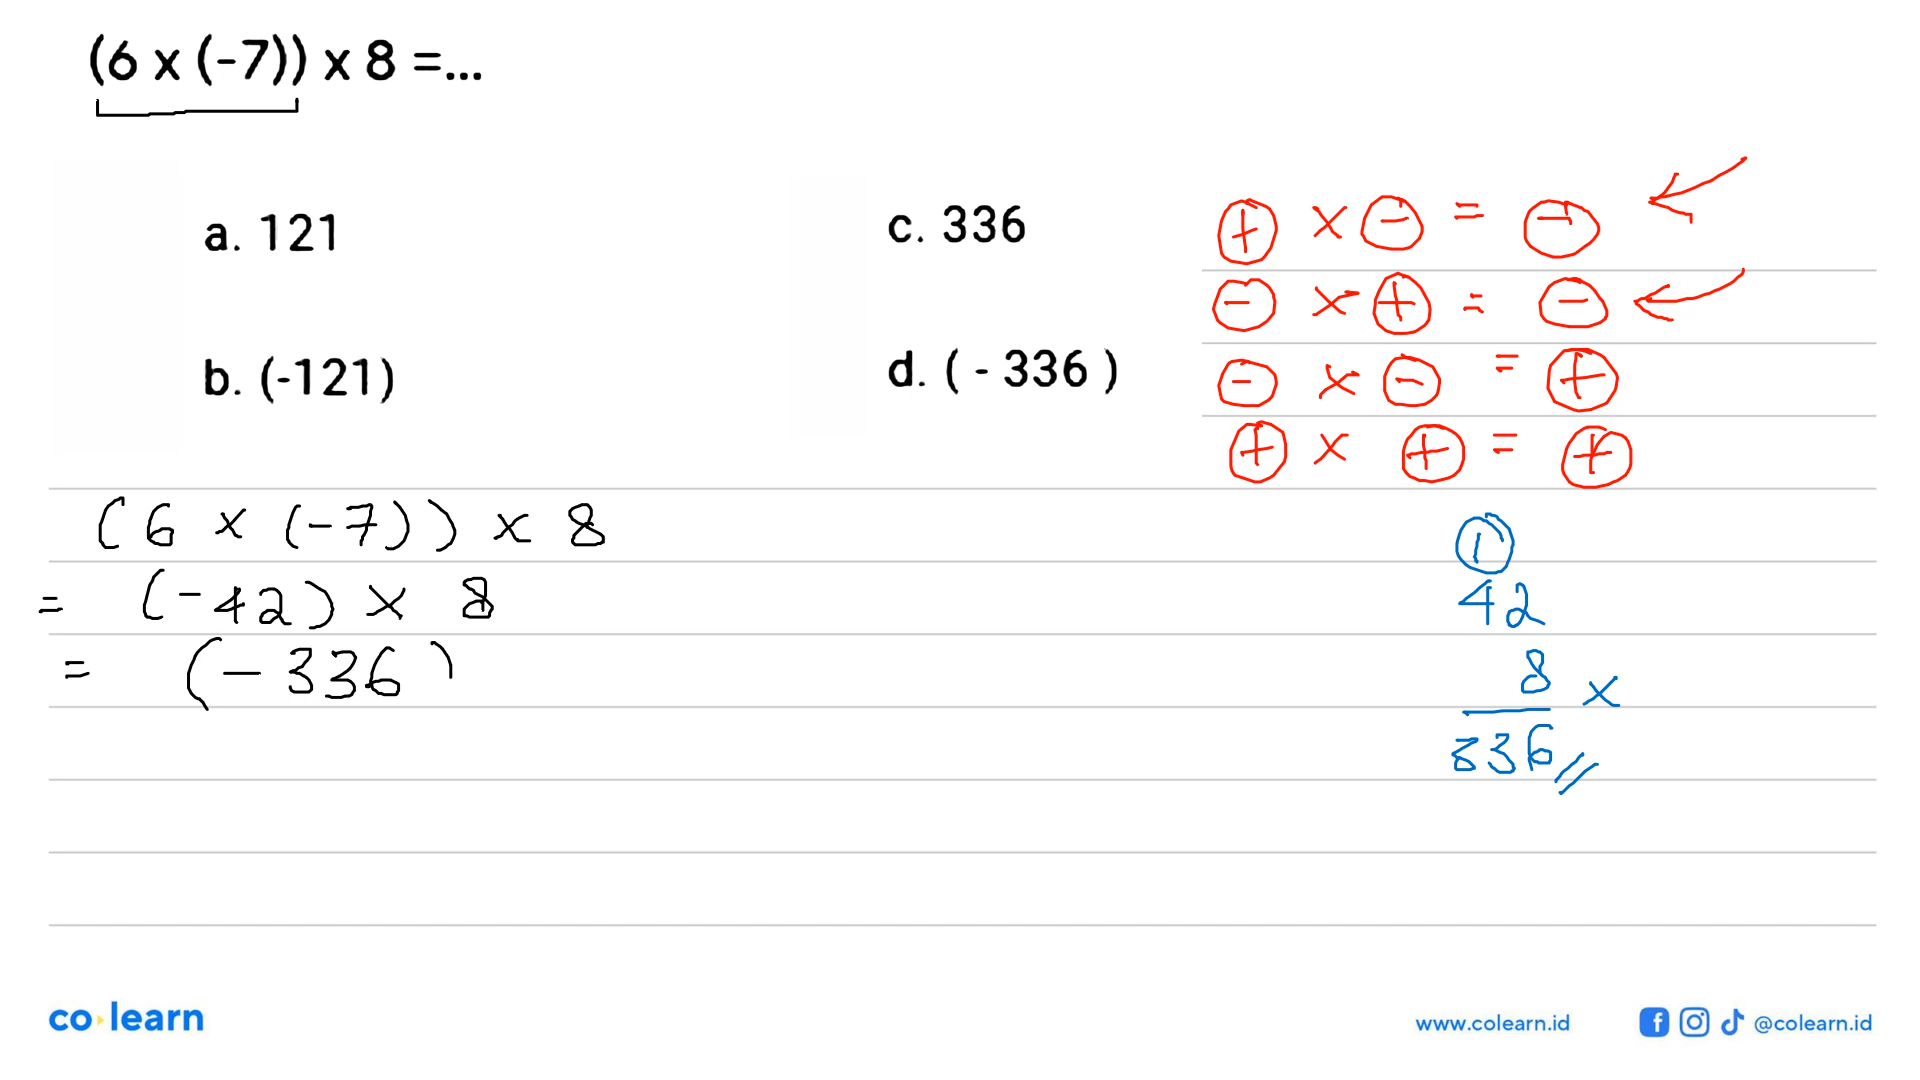 (6 x (-7)) x 8 =...
a. 121
c. 336
b. (-121)
d. ( - 336 )
+ × - = -
- × + = -
- × - = +
+ × + = +
(6 × (-7)) × 8
= (-42) × 8
= (-336)
1
42
8 ×
336
co learn
www.colearn.id
@colearn.id